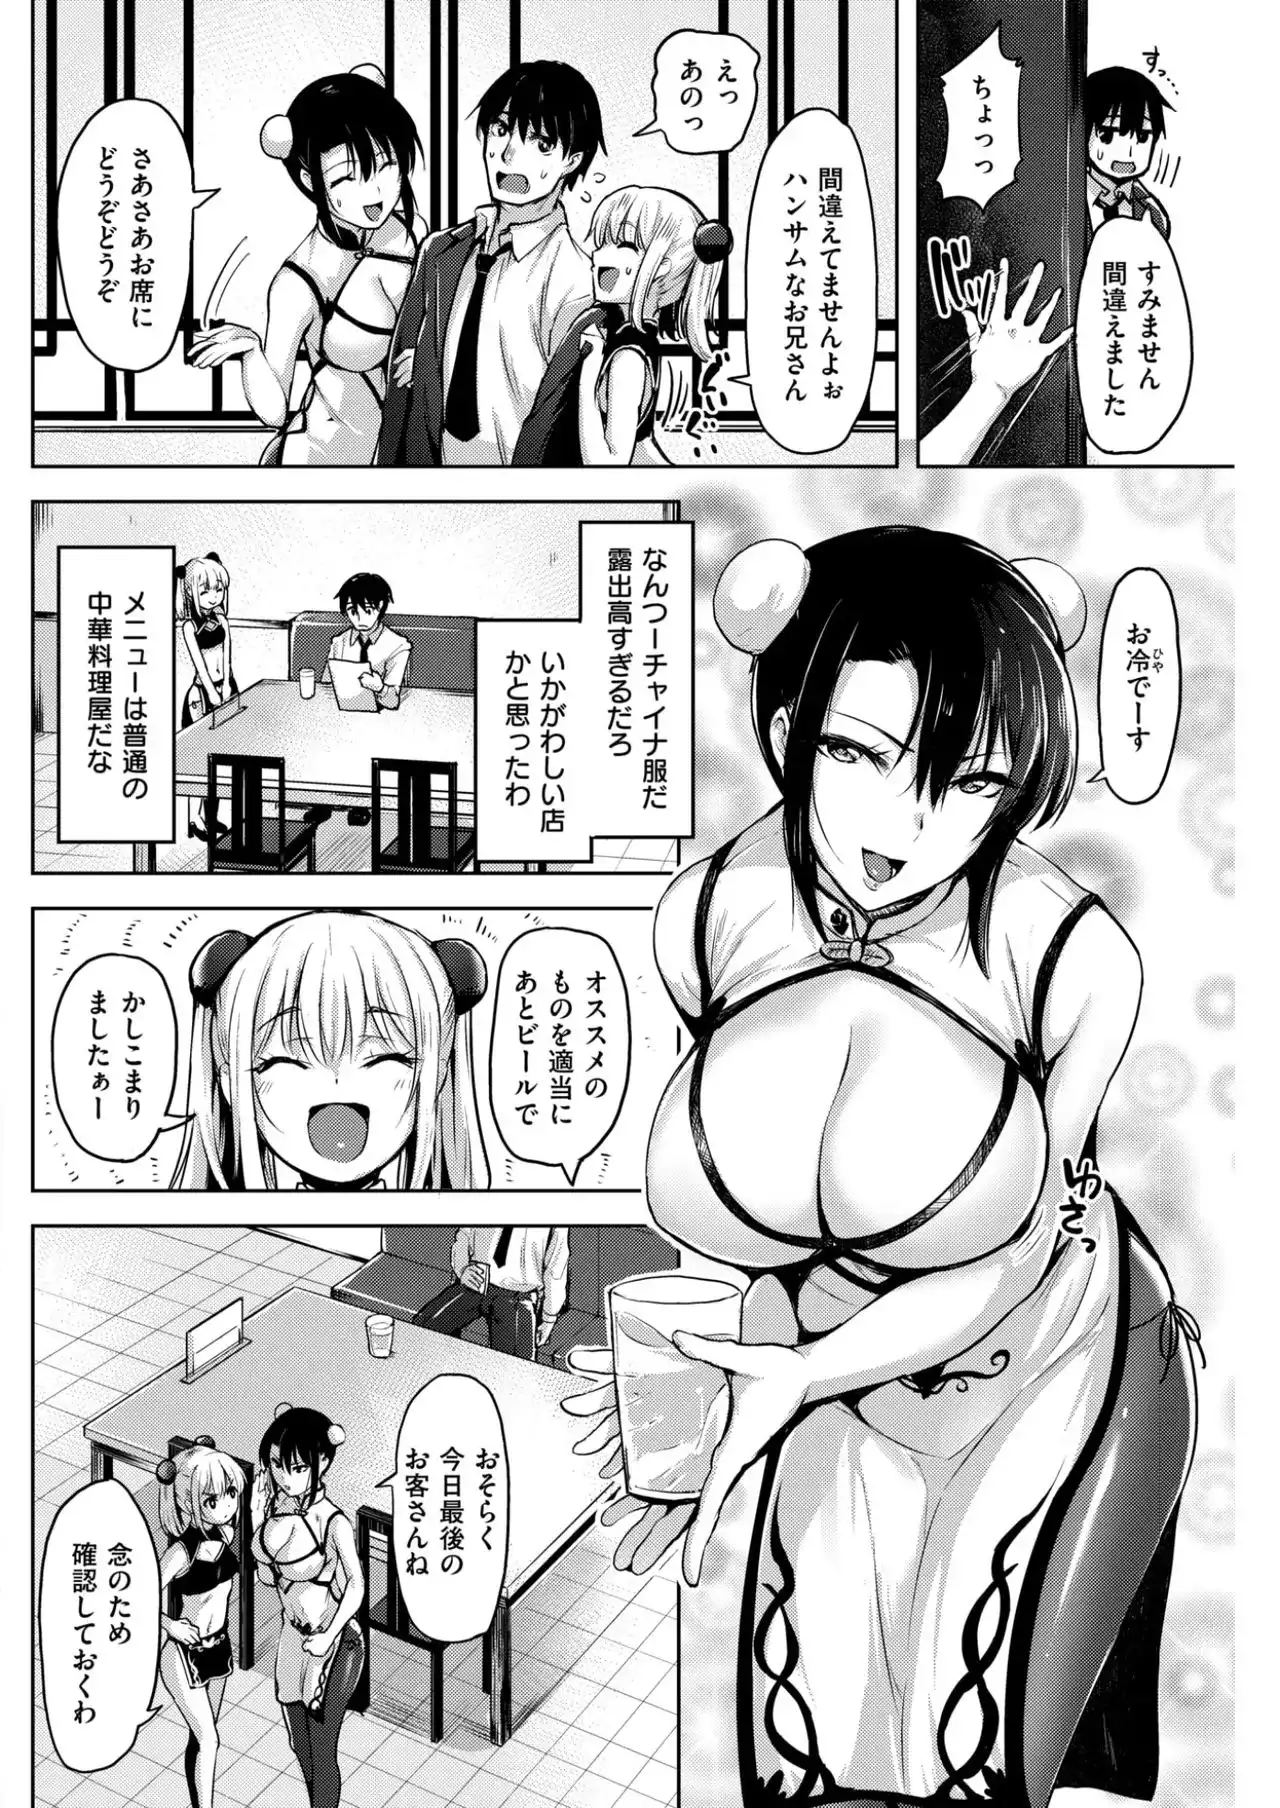 すっ…
すみません
間違えました
ちょっっ
バッ
間違えてませんよぉ
ハンサムなお兄さん
えっ
あのっ
ぐいぐい
さあさあお席に
どうぞどうぞ
お冷でーす
ひや
ゆさっ
なんつーチャイナ服だ
露出高すぎるだろ
いかがわしい店
かと思ったわ
メニューは普通の
中華料理屋だな
オススメの
ものを適当に
あとビールで
かしこまり
ましたぁー
おそらく
今日最後の
お客さんね
念のため
確認しておくわ